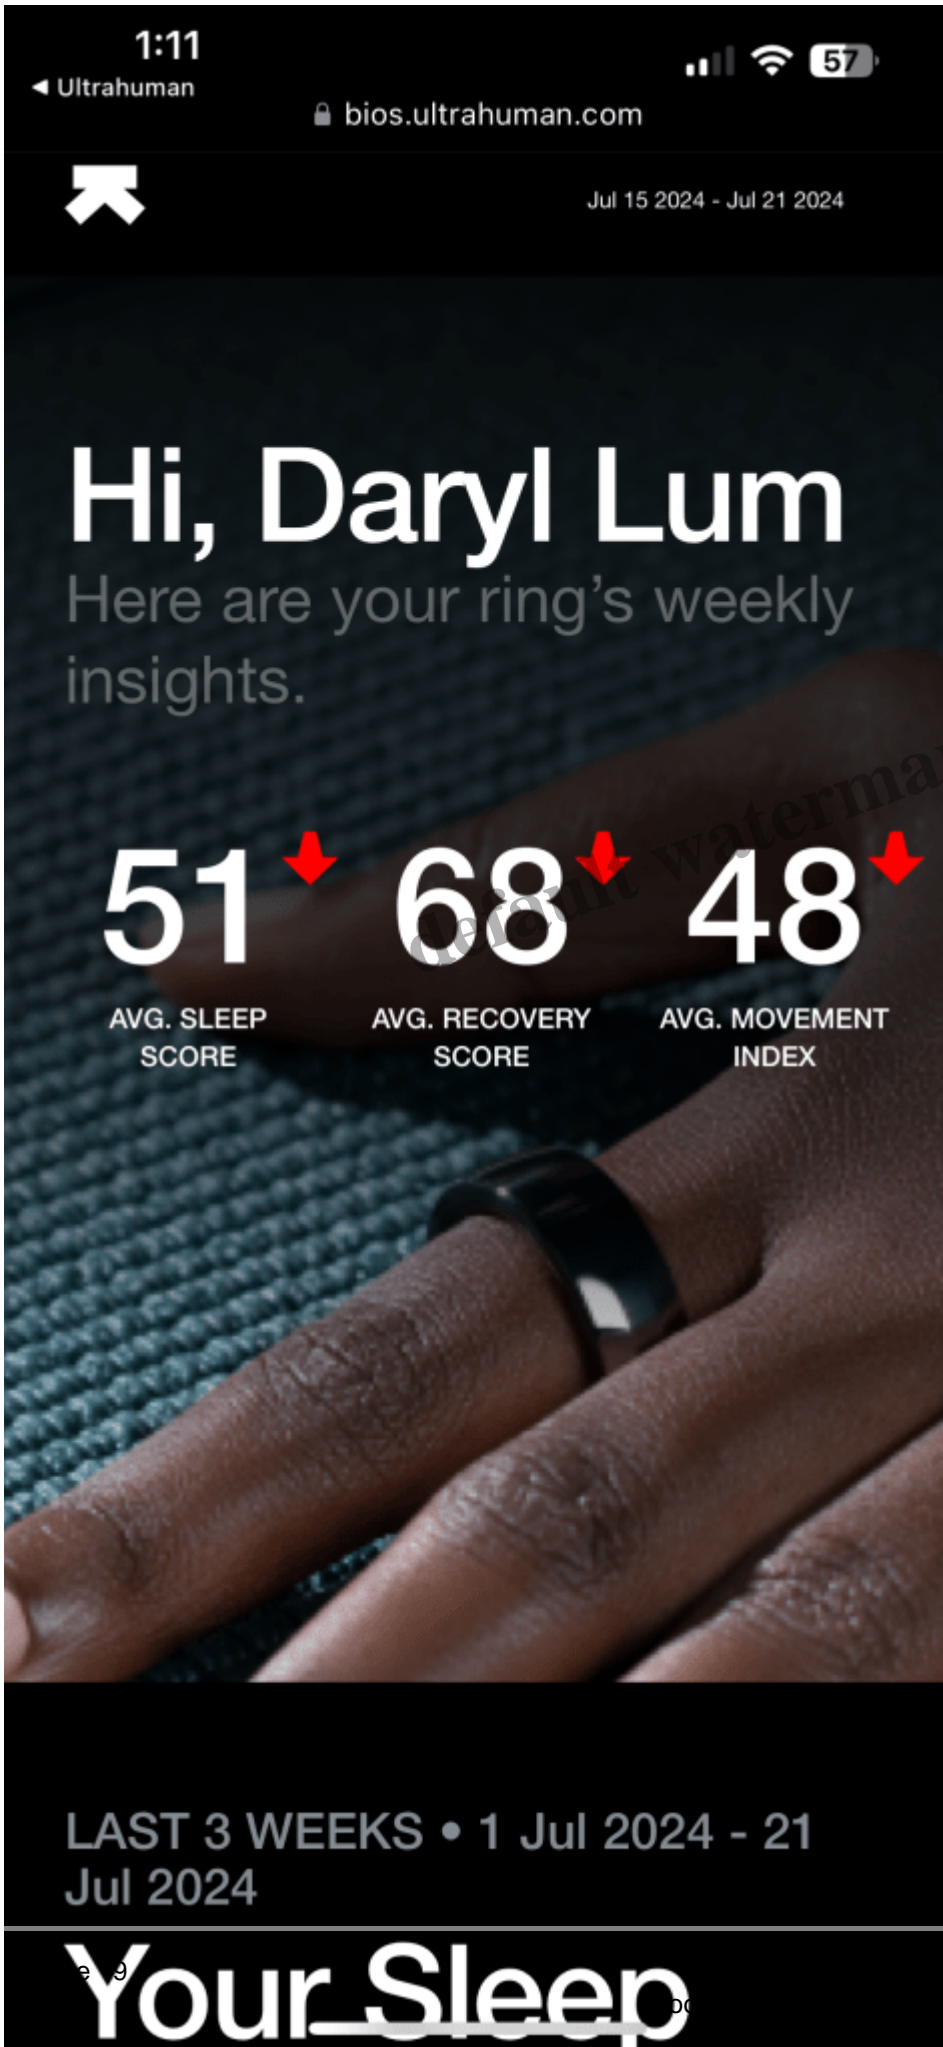 1:11
57
◀ Ultrahuman
bios.ultrahuman.com
Jul 15 2024 - Jul 21 2024
Hi, Daryl Lum
Here are your ring’s weekly
insights.
default
51 68 48
AVG. SLEEP AVG. RECOVERY AVG. MOVEMENT
SCORE SCORE INDEX
LAST 3 WEEKS • 1 Jul 2024 - 21
Jul 2024
Your Sleep